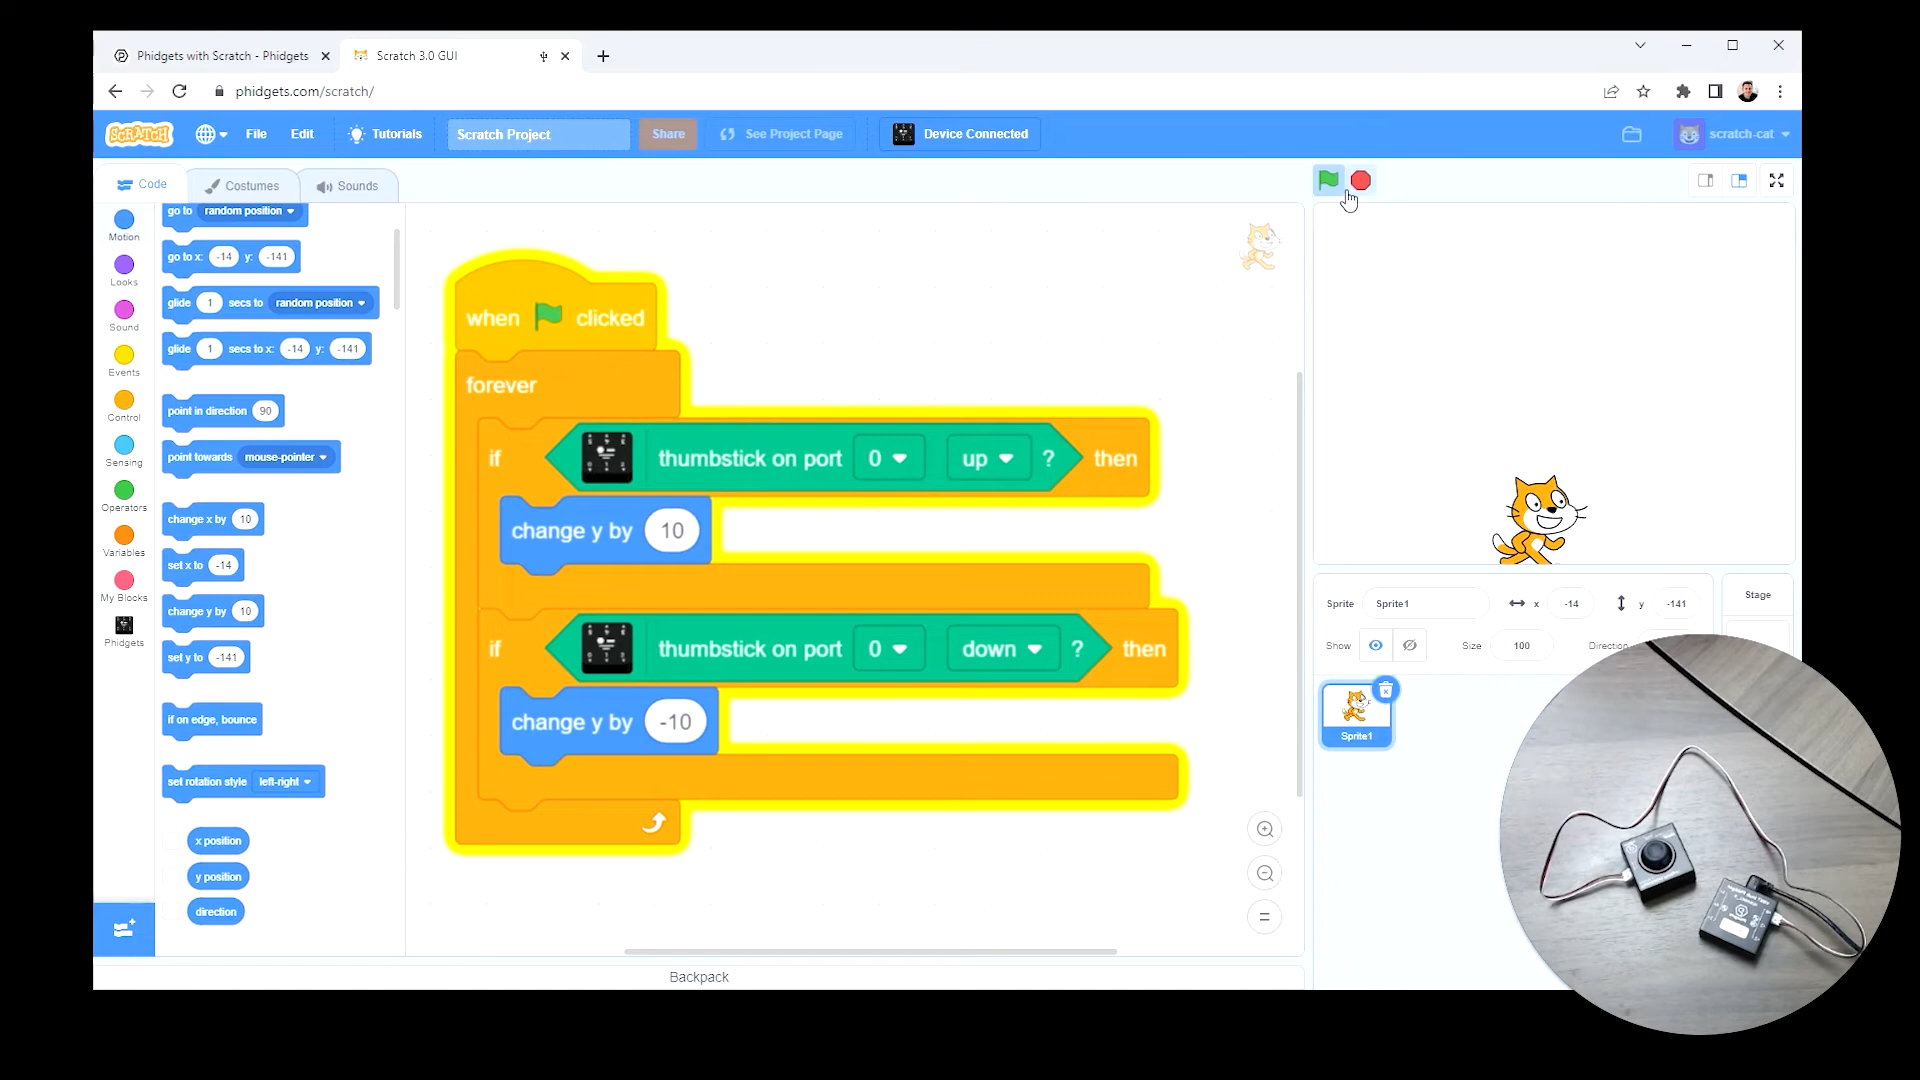 Phidgets with Scratch - Phidgets
Scratch 3.0 GUI
phidgets.com/scratch/
SCRATCH
File
Edit
Tutorials
Scratch Project
Share
See Project Page
Device Connected
scratch-cat
Code
Costumes
Sounds
Motion
Looks
Sound
Events
Control
Sensing
Operators
Variables
My Blocks
Phidgets
go to random position
go to x: -14 y: -141
glide 1 secs to random position
glide 1 secs to x: -14 y: -141
point in direction 90
point towards mouse-pointer
change x by 10
set x to -14
change y by 10
set y to -141
if on edge, bounce
set rotation style left-right
x position
y position
direction
when clicked
forever
if thumbstick on port 0 up ? then
change y by 10
if thumbstick on port 0 down ? then
change y by -10
Backpack
Sprite Sprite1 x -14 y -141
Show Size 100 Direction
Stage
Sprite1